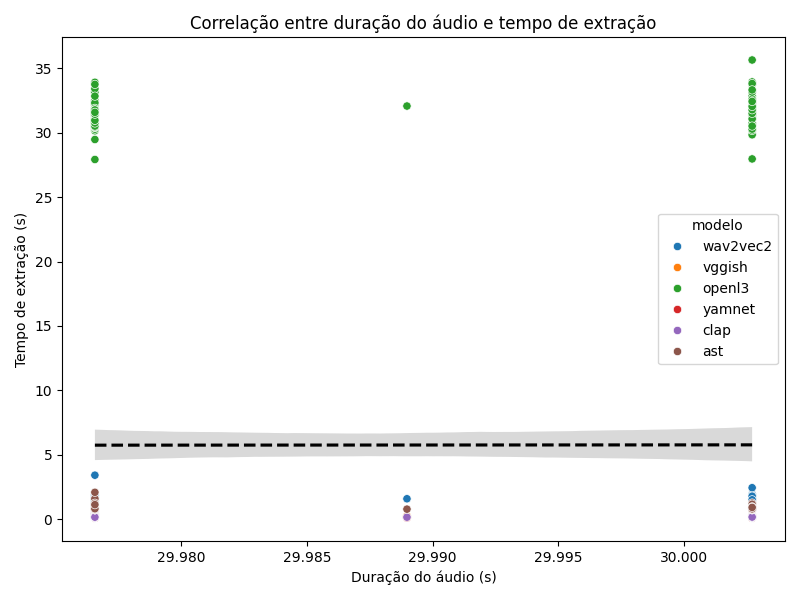 Correlação entre duração do áudio e tempo de extração
Tempo de extração (s)
35
30
25
20
15
10
5
0
modelo
wav2vec2
vggish
openl3
yamnet
clap
ast
29.980 29.985 29.990 29.995 30.000
Duração do áudio (s)